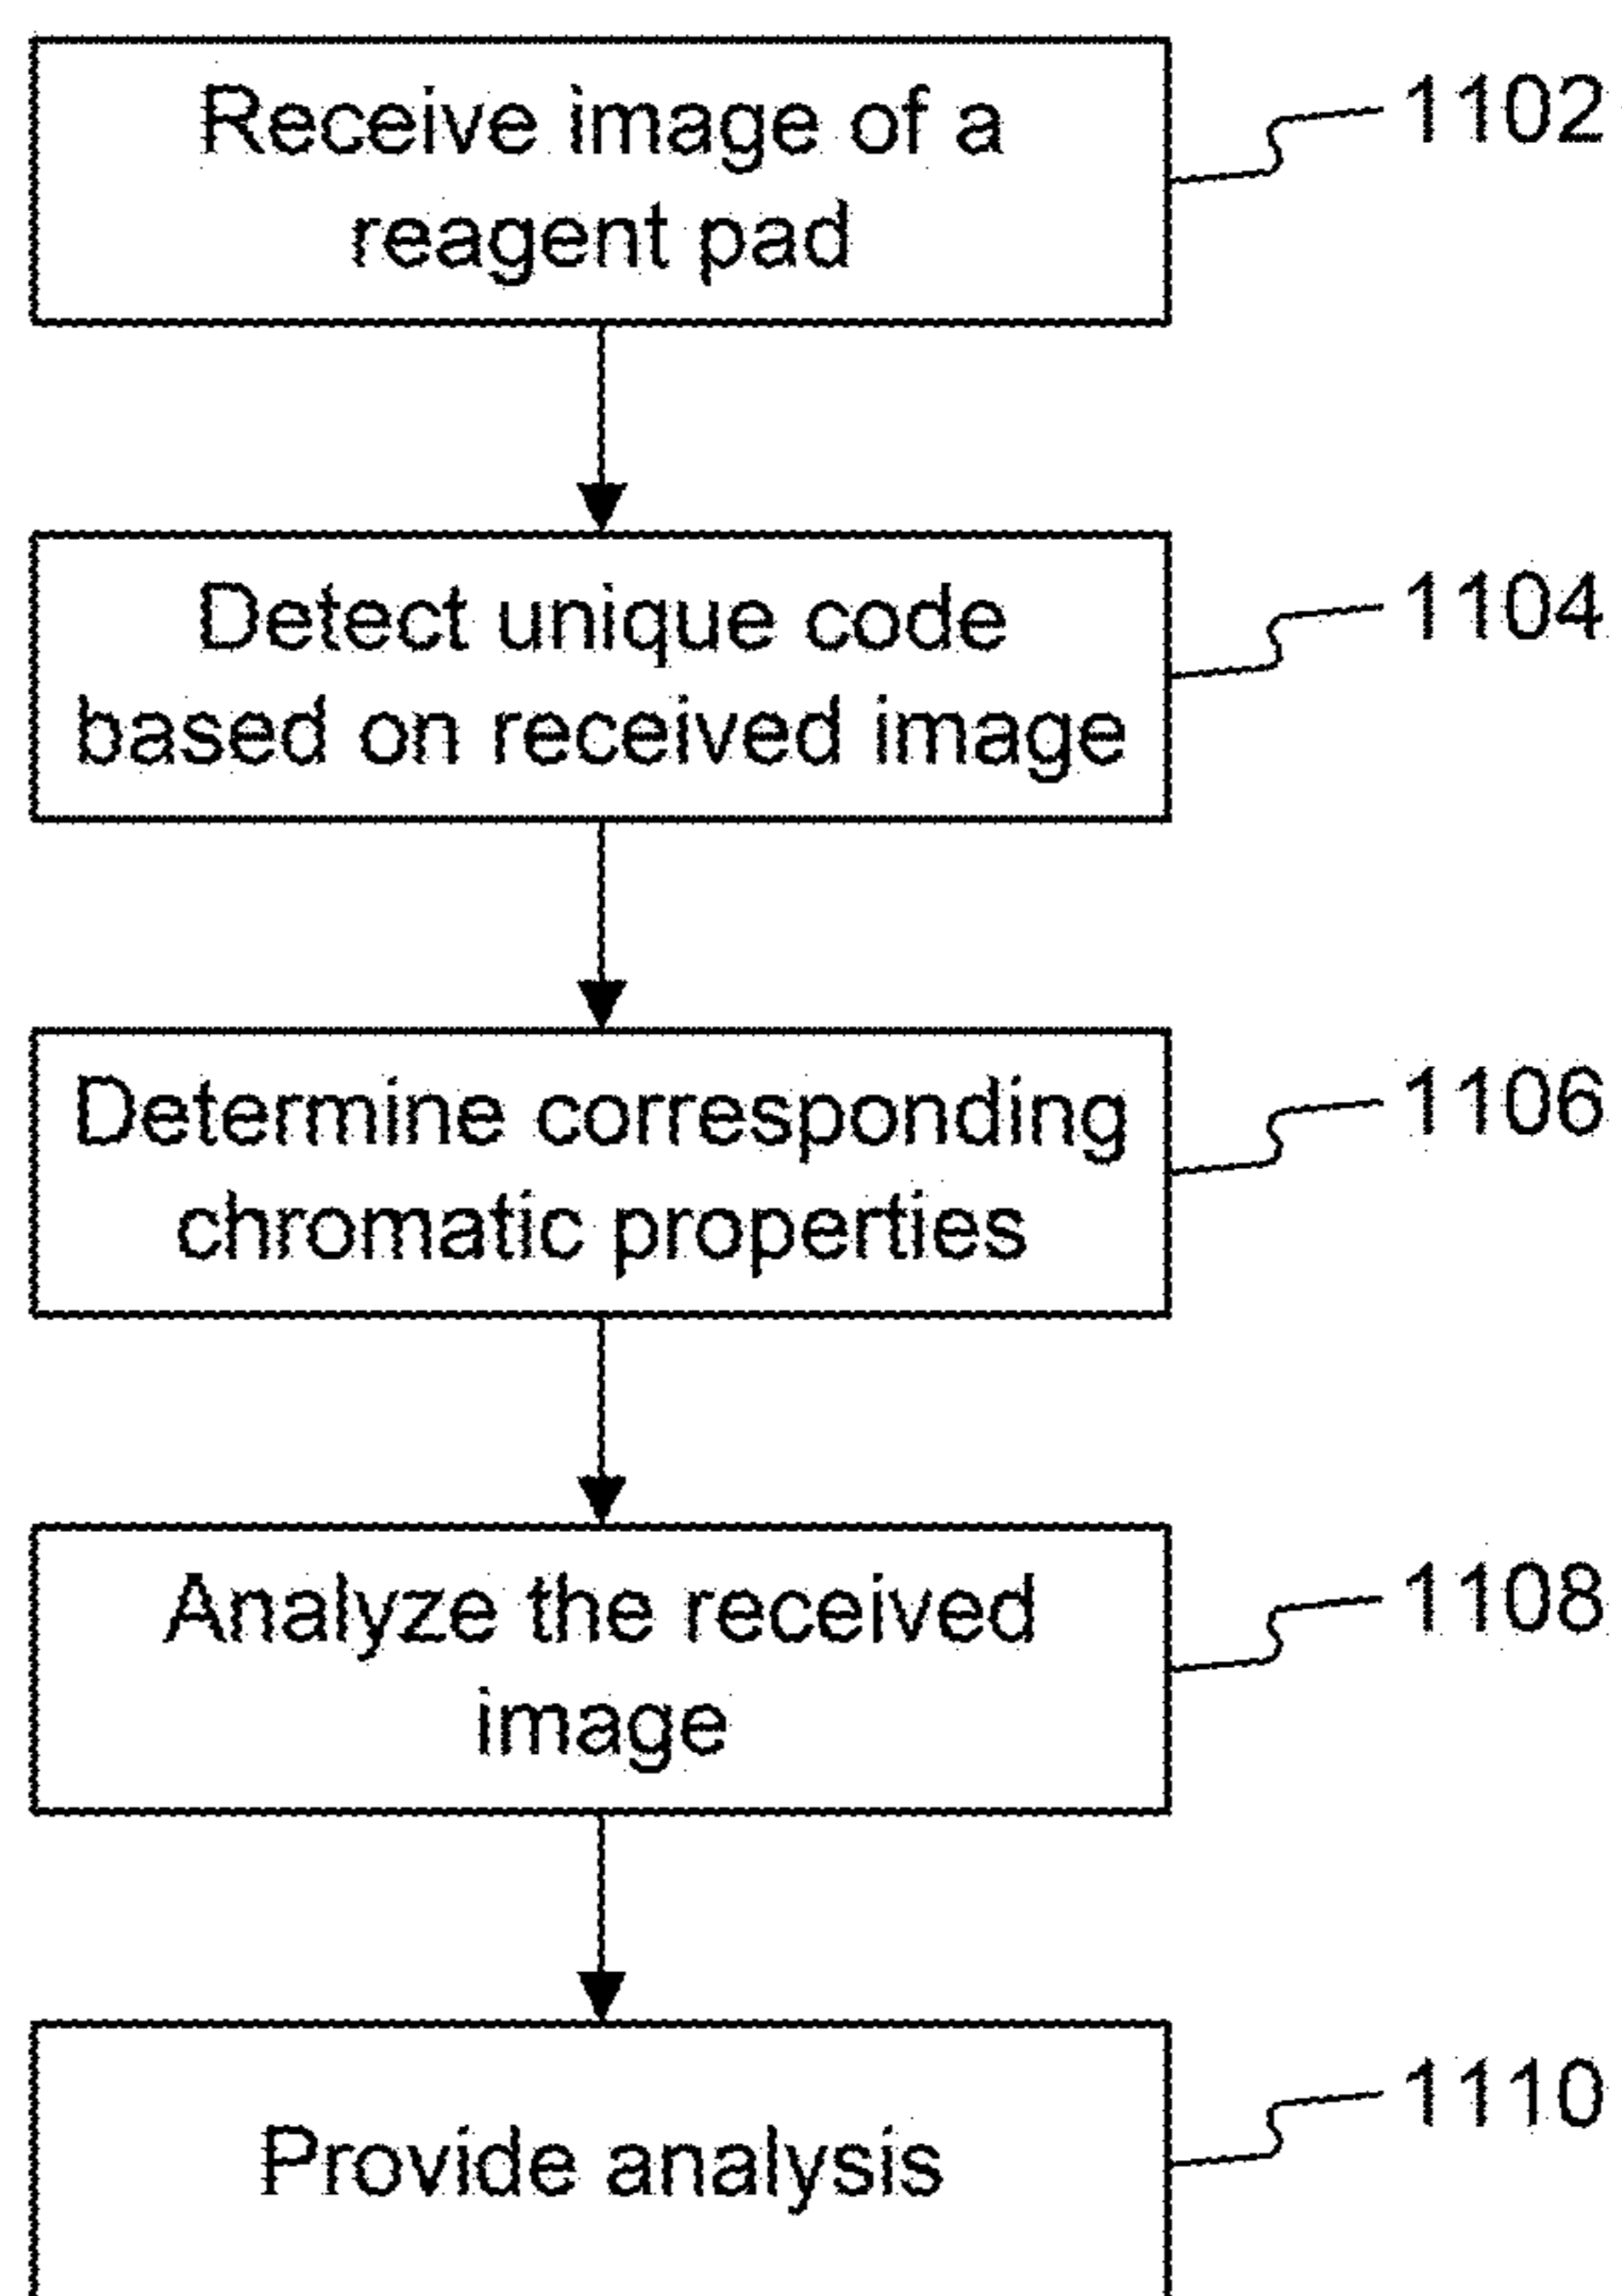 Receive image of a
reagent pad
1102
Detect unique code
based on received image
1104
Determine corresponding
chromatic properties
1106
Analyze the received
image
1108
Provide analysis
1110